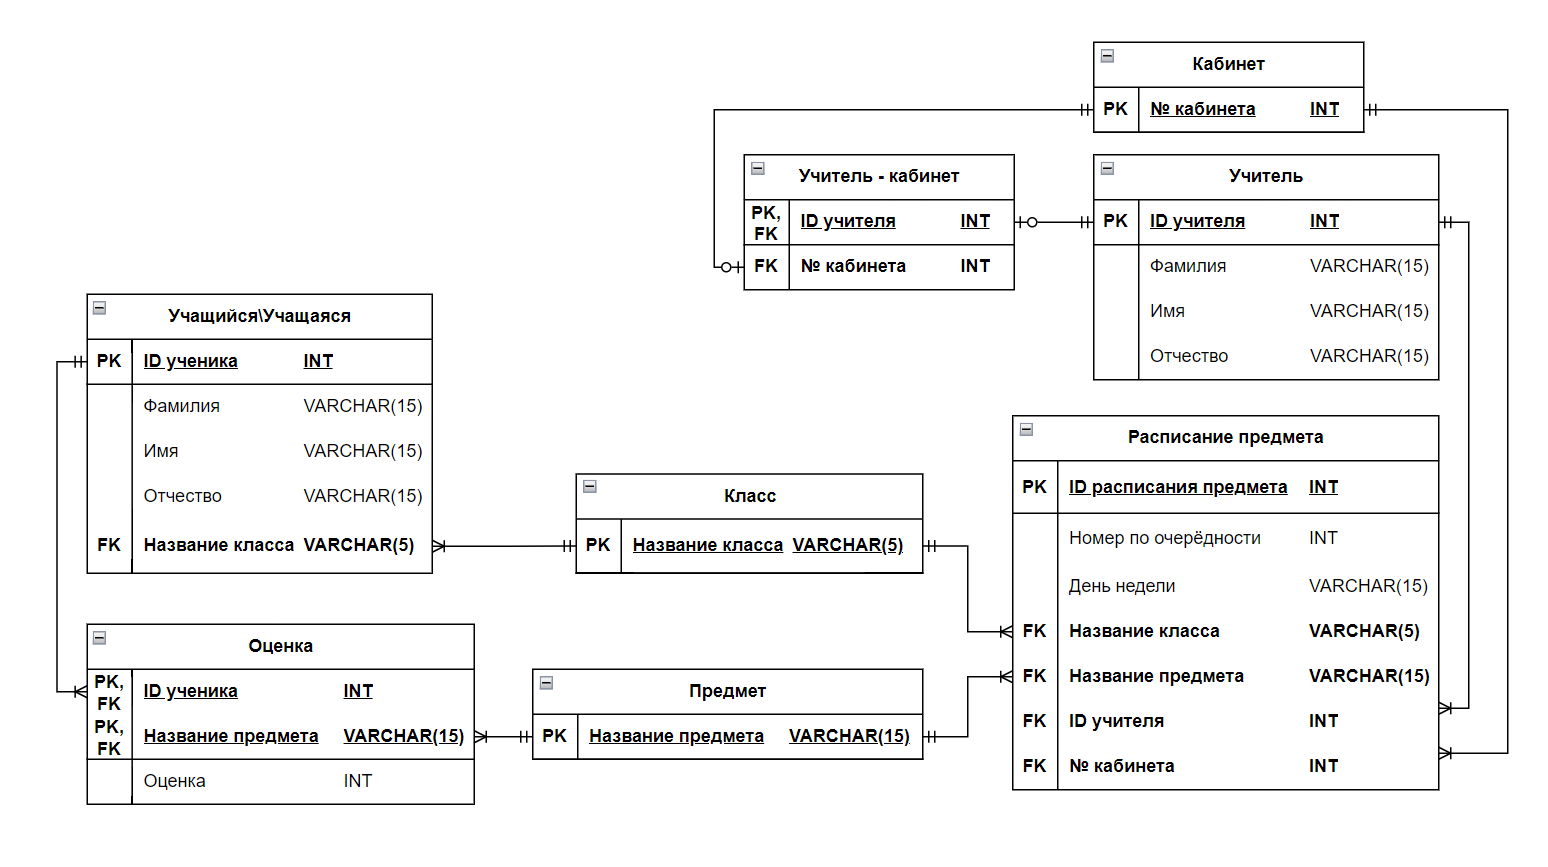 Кабинет
PK № кабинета INT
Учитель - кабинет
PK, FK ID учителя INT
FK № кабинета INT
Учитель
PK ID учителя INT
Фамилия VARCHAR(15)
Имя VARCHAR(15)
Отчество VARCHAR(15)
Учащийся\Учащаяся
PK ID ученика INT
Фамилия VARCHAR(15)
Имя VARCHAR(15)
Отчество VARCHAR(15)
FK Название класса VARCHAR(5)
Класс
PK Название класса VARCHAR(5)
Расписание предмета
PK ID расписания предмета INT
Номер по очерёдности INT
День недели VARCHAR(15)
FK Название класса VARCHAR(5)
FK Название предмета VARCHAR(15)
FK ID учителя INT
FK № кабинета INT
Оценка
PK, FK ID ученика INT
PK, FK Название предмета VARCHAR(15)
Оценка INT
Предмет
PK Название предмета VARCHAR(15)